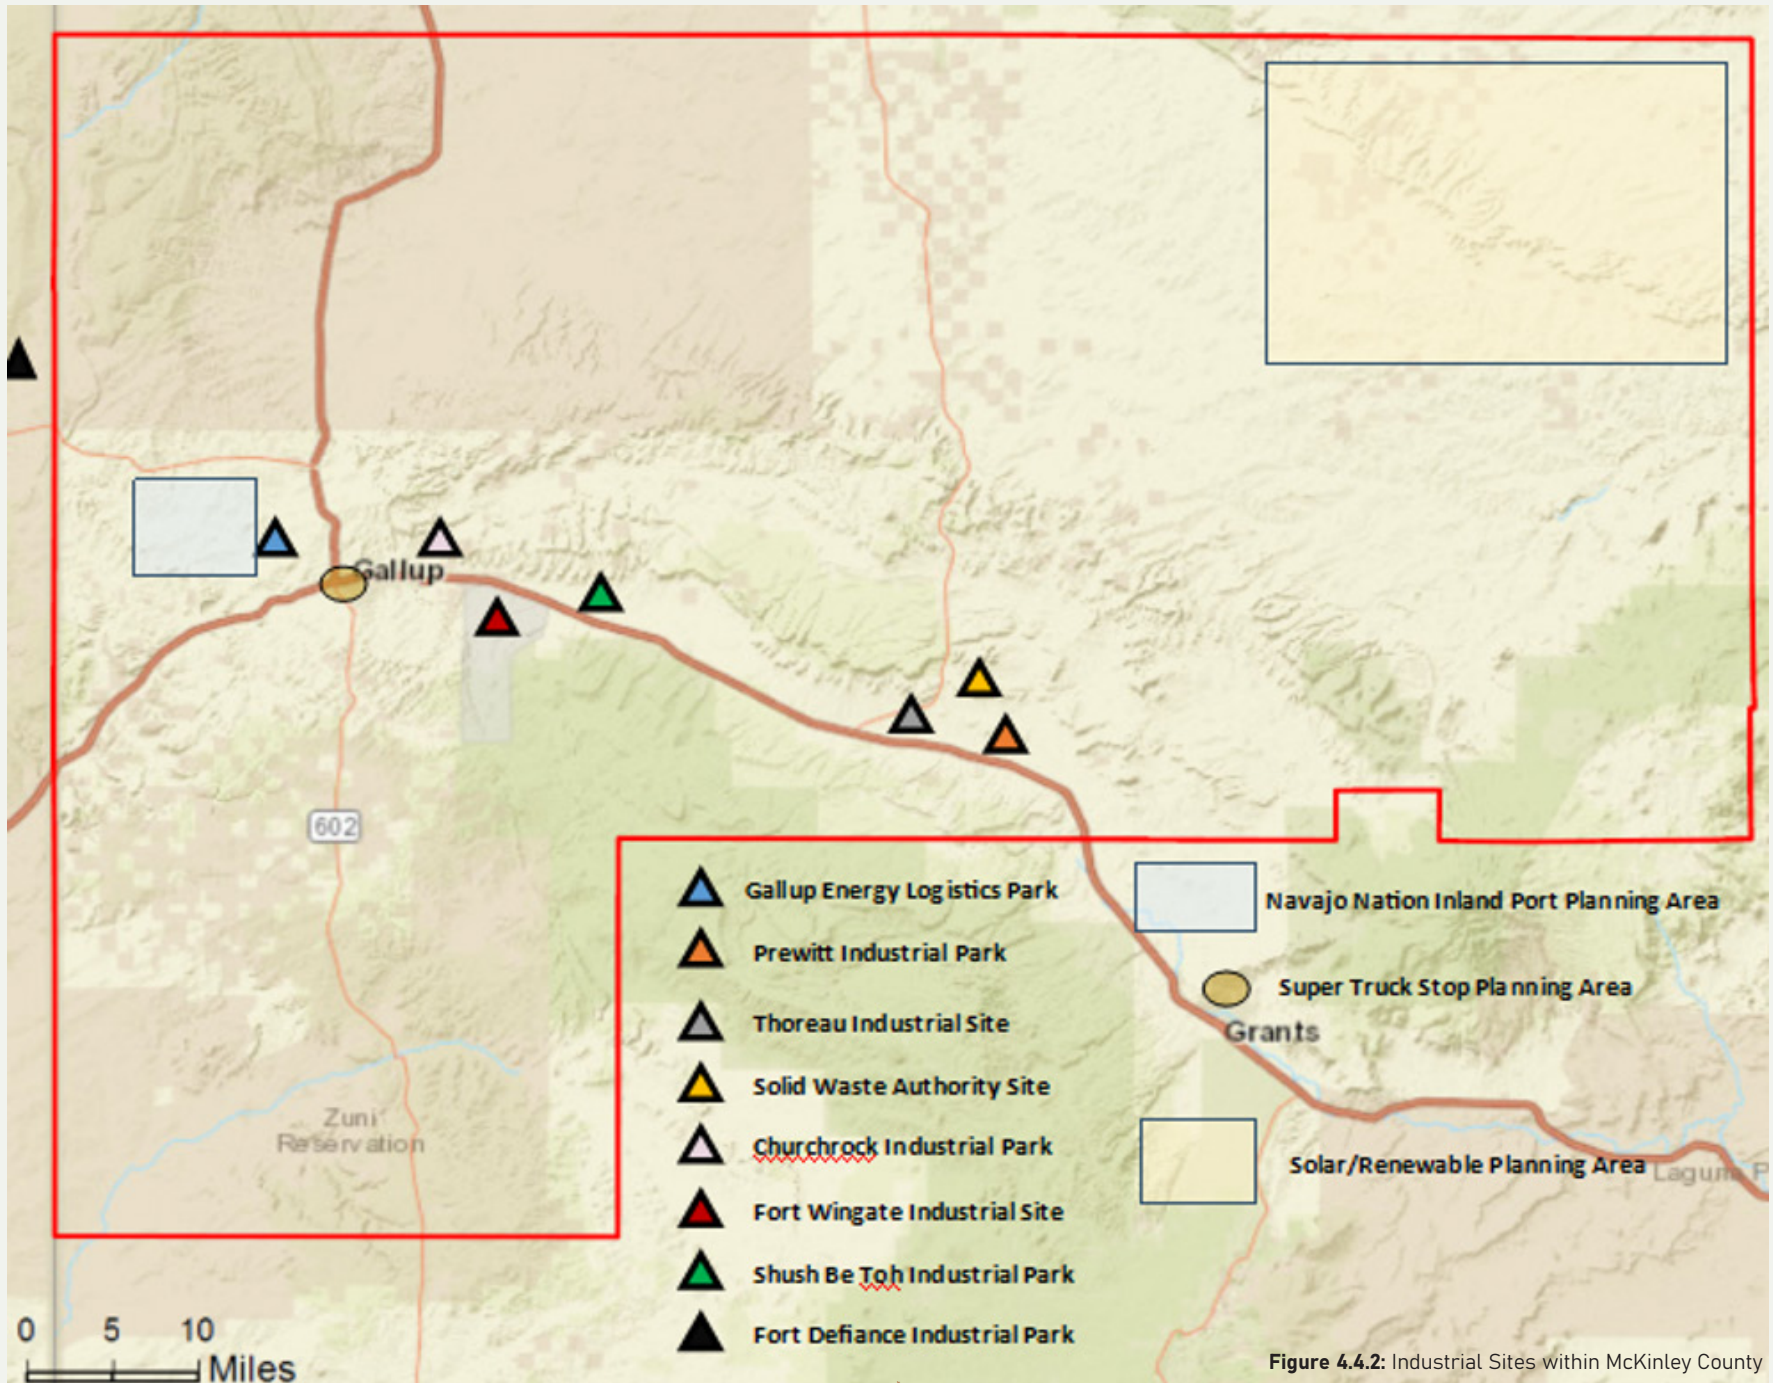 Gallup
602
Gallup Energy Logistics Park
Navajo Nation Inland Port Planning Area
Prewitt Industrial Park
Super Truck Stop Planning Area
Thoreau Industrial Site
Grants
Solid Waste Authority Site
Zuni
Reservation
Churchrock Industrial Park
Solar/Renewable Planning Area
Laguna P
Fort Wingate Industrial Site
Shush Be Toh Industrial Park
Fort Defiance Industrial Park
0 5 10
Miles
Figure 4.4.2: Industrial Sites within McKinley County